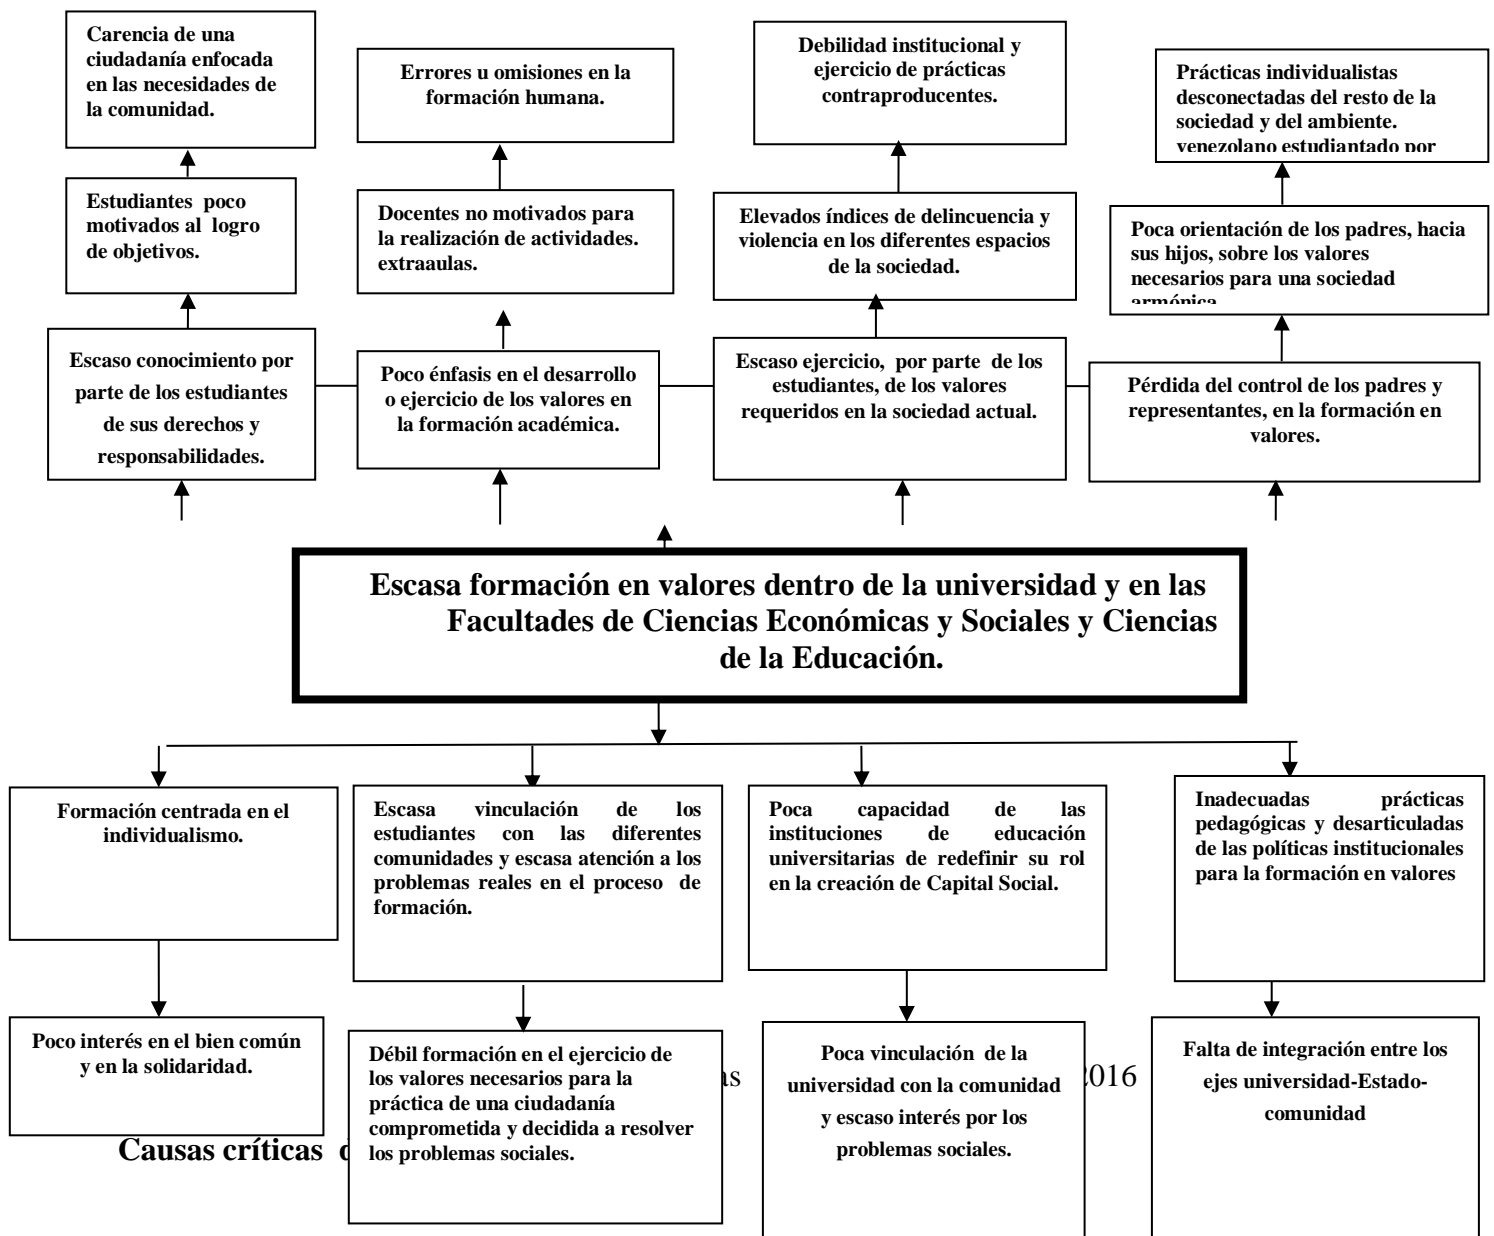 Carencia de una
ciudadanía enfocada
en las necesidades de
la comunidad.
Errores u omisiones en la
formación humana.
Debilidad institucional y
ejercicio de prácticas
contraproducentes.
Prácticas individualistas
desconectadas del resto de la
sociedad y del ambiente.
venezolano estudiantado por
Estudiantes poco
motivados al logro
de objetivos.
Docentes no motivados para
la realización de actividades.
extraaulas.
Elevados índices de delincuencia y
violencia en los diferentes espacios
de la sociedad.
Poca orientación de los padres, hacia
sus hijos, sobre los valores
necesarios para una sociedad
armónica
Escaso conocimiento por
parte de los estudiantes
de sus derechos y
responsabilidades.
Poco énfasis en el desarrollo
o ejercicio de los valores en
la formación académica.
Escaso ejercicio, por parte de los
estudiantes, de los valores
requeridos en la sociedad actual.
Pérdida del control de los padres y
representantes, en la formación en
valores.
Escasa formación en valores dentro de la universidad y en las
Facultades de Ciencias Económicas y Sociales y Ciencias
de la Educación.
Formación centrada en el
individualismo.
Escasa vinculación de los
estudiantes con las diferentes
comunidades y escasa atención a los
problemas reales en el proceso de
formación.
Poca capacidad de las
instituciones de educación
universitarias de redefinir su rol
en la creación de Capital Social.
Inadecuadas prácticas
pedagógicas y desarticuladas
de las políticas institucionales
para la formación en valores
Poco interés en el bien común
y en la solidaridad.
Débil formación en el ejercicio de
los valores necesarios para la
práctica de una ciudadanía
comprometida y decidida a resolver
los problemas sociales.
Poca vinculación de la
universidad con la comunidad
y escaso interés por los
problemas sociales.
Falta de integración entre los
ejes universidad-Estado-
comunidad
2016
Causas críticas